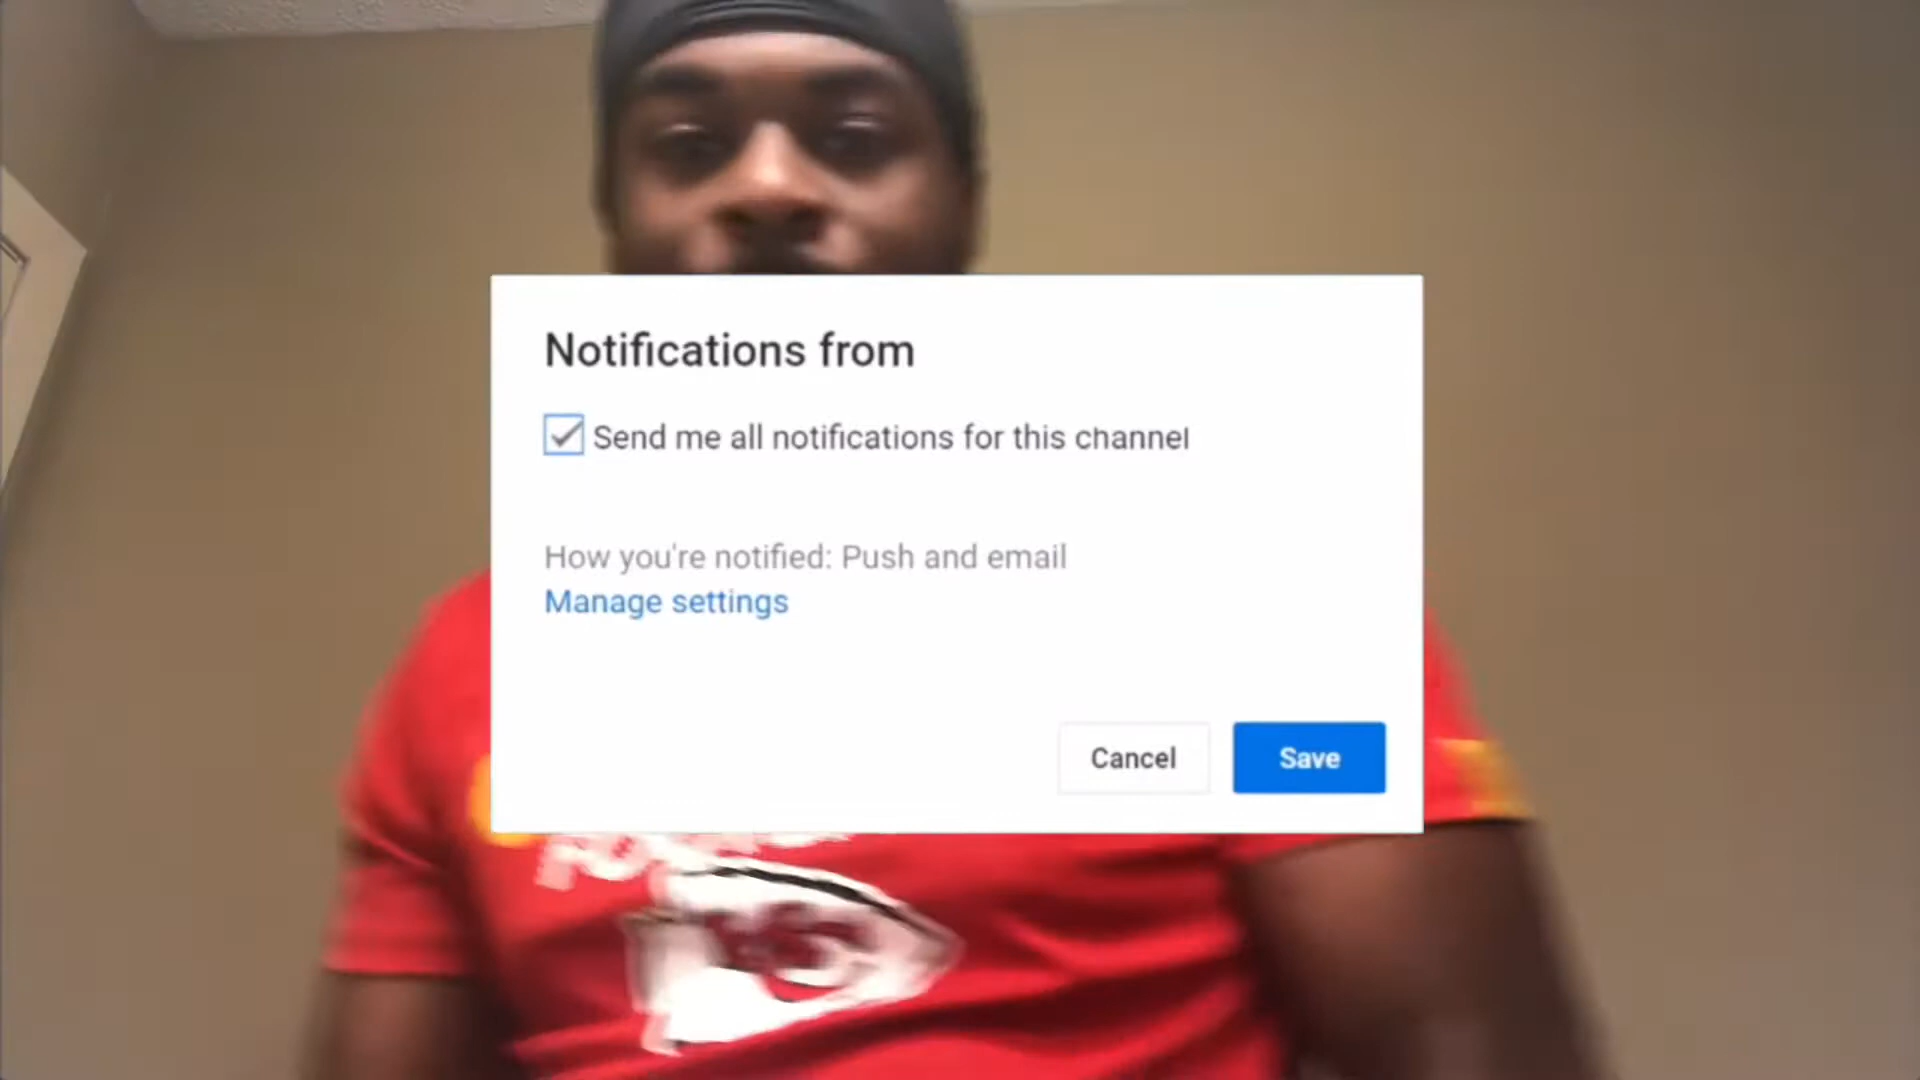 Notifications from
Send me all notifications for this channel
How you're notified: Push and email
Manage settings
Cancel
Save
KC